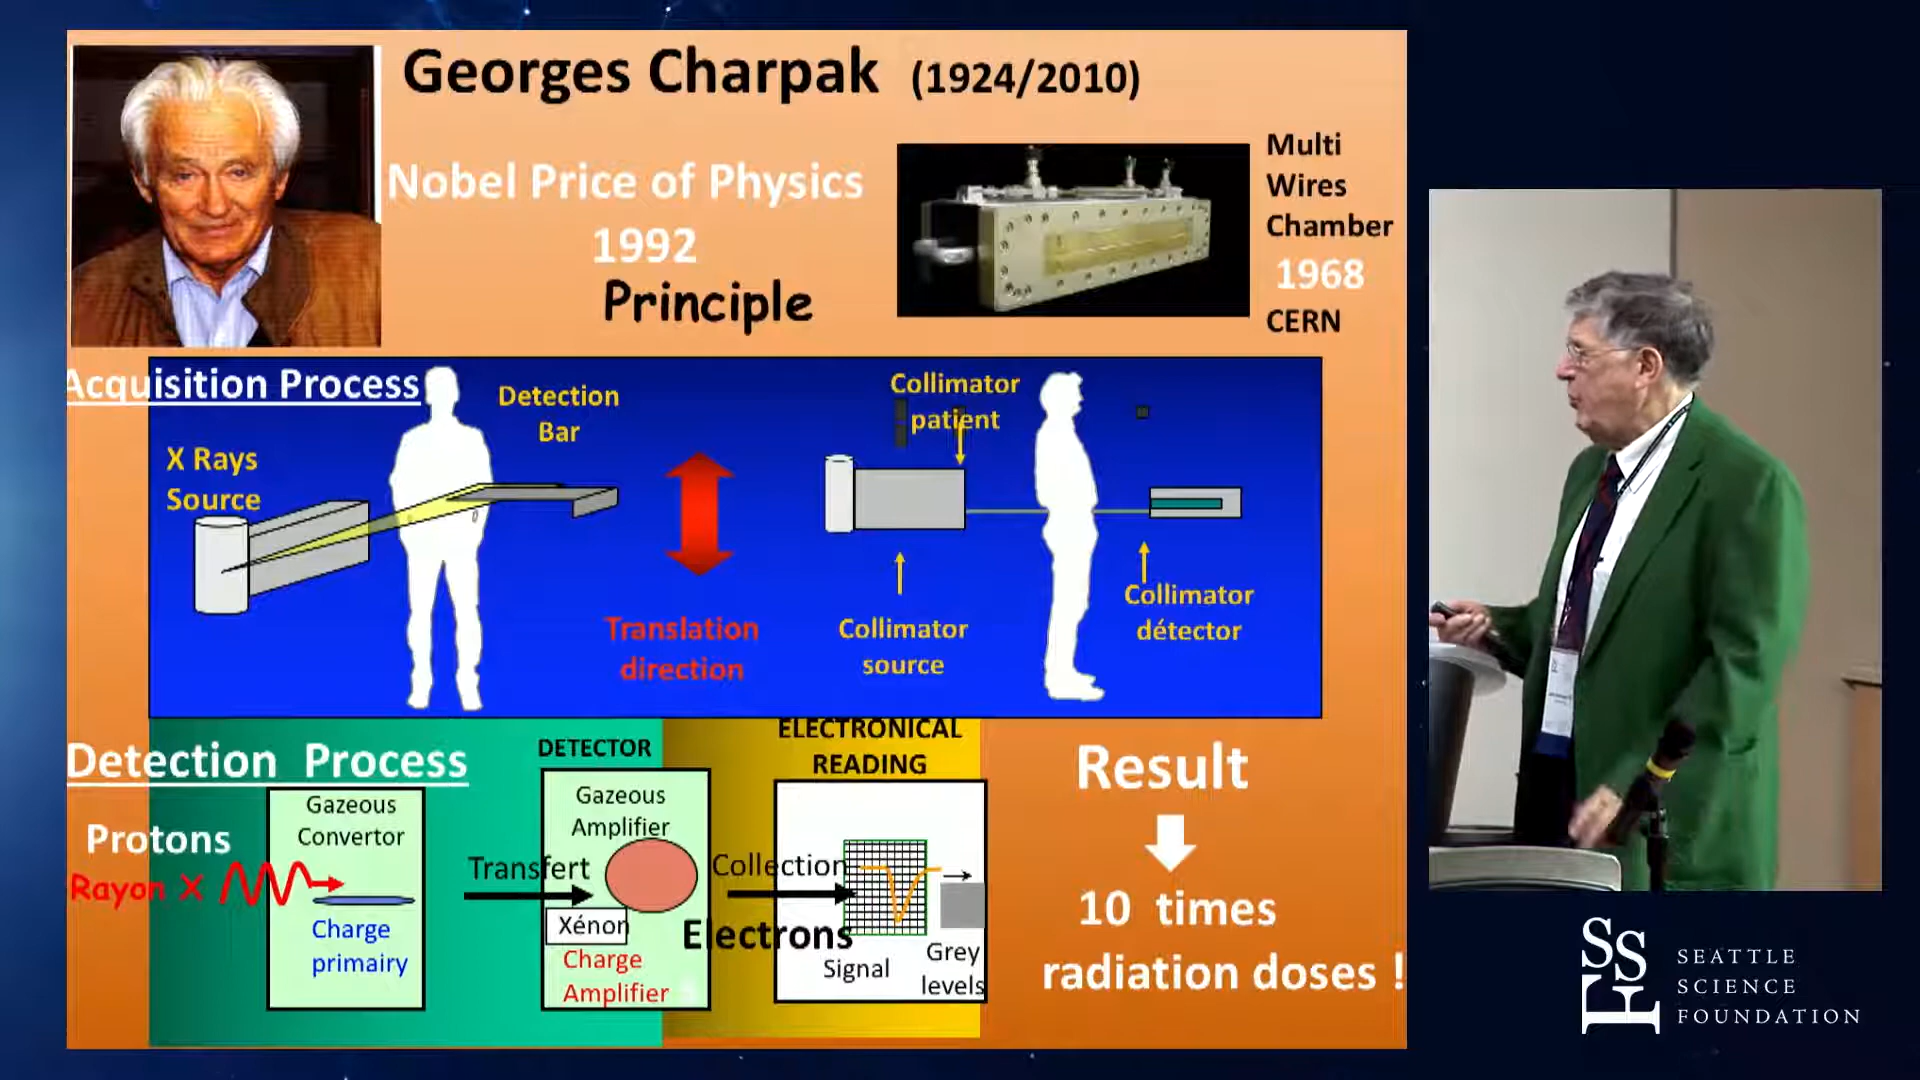 Georges Charpak (1924/2010)
Nobel Price of Physics
1992
Principle
Multi
Wires
Chamber
1968
CERN
Acquisition Process
X Rays
Source
Detection
Bar
Translation
direction
Collimator
patient
Collimator
source
Collimator
détector
Detection Process
Protons
Rayon X
Gazeous
Convertor
Charge
primairy
Transfert
DETECTOR
Gazeous
Amplifier
Xénon
Charge
Amplifier
Collection
Electrons
ELECTRONICAL
READING
Signal
Grey
levels
Result
10 times
radiation doses !
SSF
SEATTLE
SCIENCE
FOUNDATION